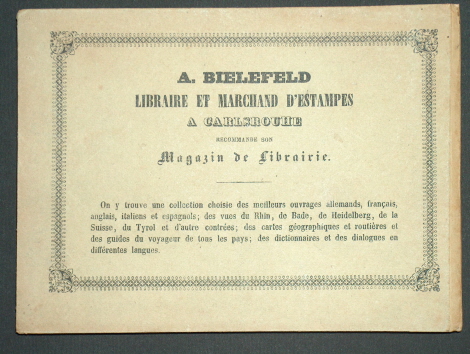 A. BIELEFELD
LIBRAIRE ET MARCHAND D'ESTAMPES
A CARLSROUHE
RECOMMANDE SON
Magazin de Librairie.
On y trouve une collection choisie des meilleurs ouvrages allemands, français,
anglais, italiens et espagnols; des vues du Rhin, de Bade, de Heidelberg, de la
Suisse, du Tyrol et d'autre contrées; des cartes géographiques et routières et
des guides du voyageur de tous les pays; des dictionnaires et des dialogues en
différentes langues.